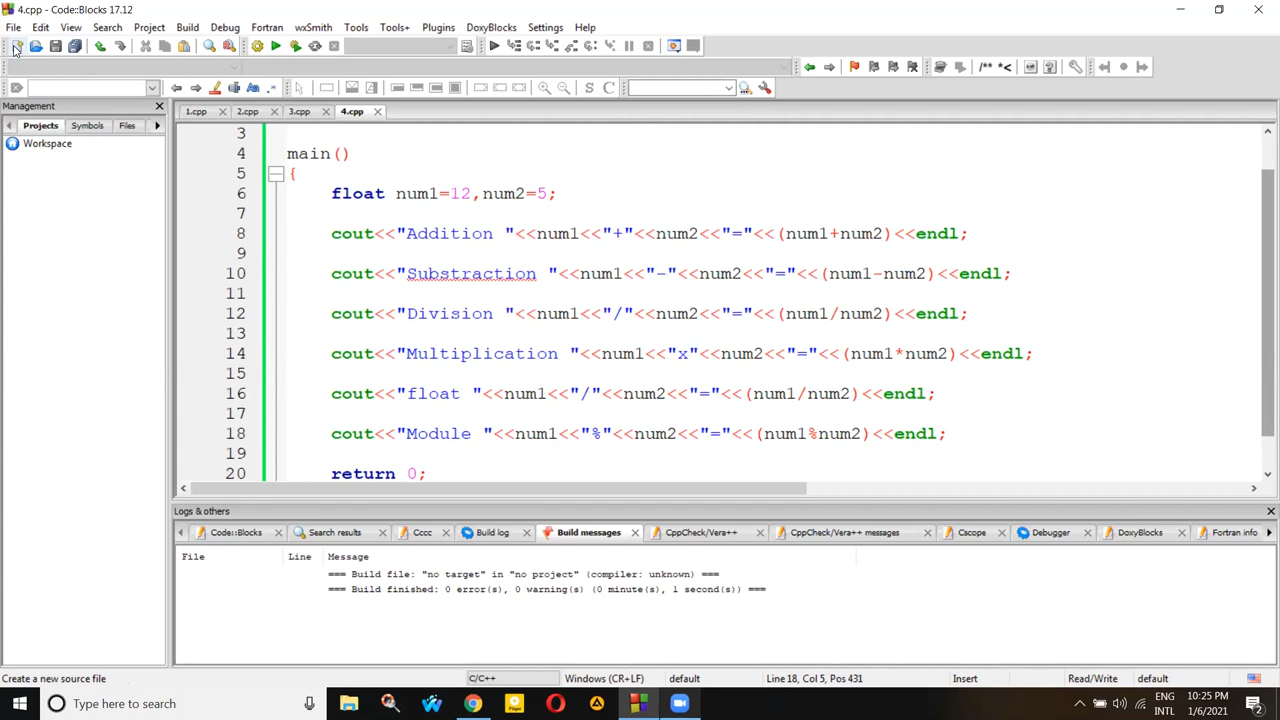 4.cpp - Code::Blocks 17.12
File Edit View Search Project Build Debug Fortran wxSmith Tools Tools+ Plugins DoxyBlocks Settings Help
/** *<
S C
Management
Projects Symbols Files
Workspace
1.cpp 2.cpp 3.cpp 4.cpp
3
4 main()
5 {
6 float num1=12,num2=5;
7
8 cout<<"Addition "<<num1<<"+"<<num2<<"="<<(num1+num2)<<endl;
9
10 cout<<"Substraction "<<num1<<"-"<<num2<<"="<<(num1-num2)<<endl;
11
12 cout<<"Division "<<num1<<"/"<<num2<<"="<<(num1/num2)<<endl;
13
14 cout<<"Multiplication "<<num1<<"x"<<num2<<"="<<(num1*num2)<<endl;
15
16 cout<<"float "<<num1<<"/"<<num2<<"="<<(num1/num2)<<endl;
17
18 cout<<"Module "<<num1<<"%"<<num2<<"="<<(num1%num2)<<endl;
19
20 return 0;
Logs & others
Code::Blocks Search results Cccc Build log Build messages CppCheck/Vera++ CppCheck/Vera++ messages Cscope Debugger DoxyBlocks Fortran info
File Line Message
=== Build file: "no target" in "no project" (compiler: unknown) ===
=== Build finished: 0 error(s), 0 warning(s) (0 minute(s), 1 second(s)) ===
Create a new source file C/C++ Windows (CR+LF) default Line 18, Col 5, Pos 431 Insert Read/Write default
Type here to search
ENG 10:25 PM
INTL 1/6/2021
2